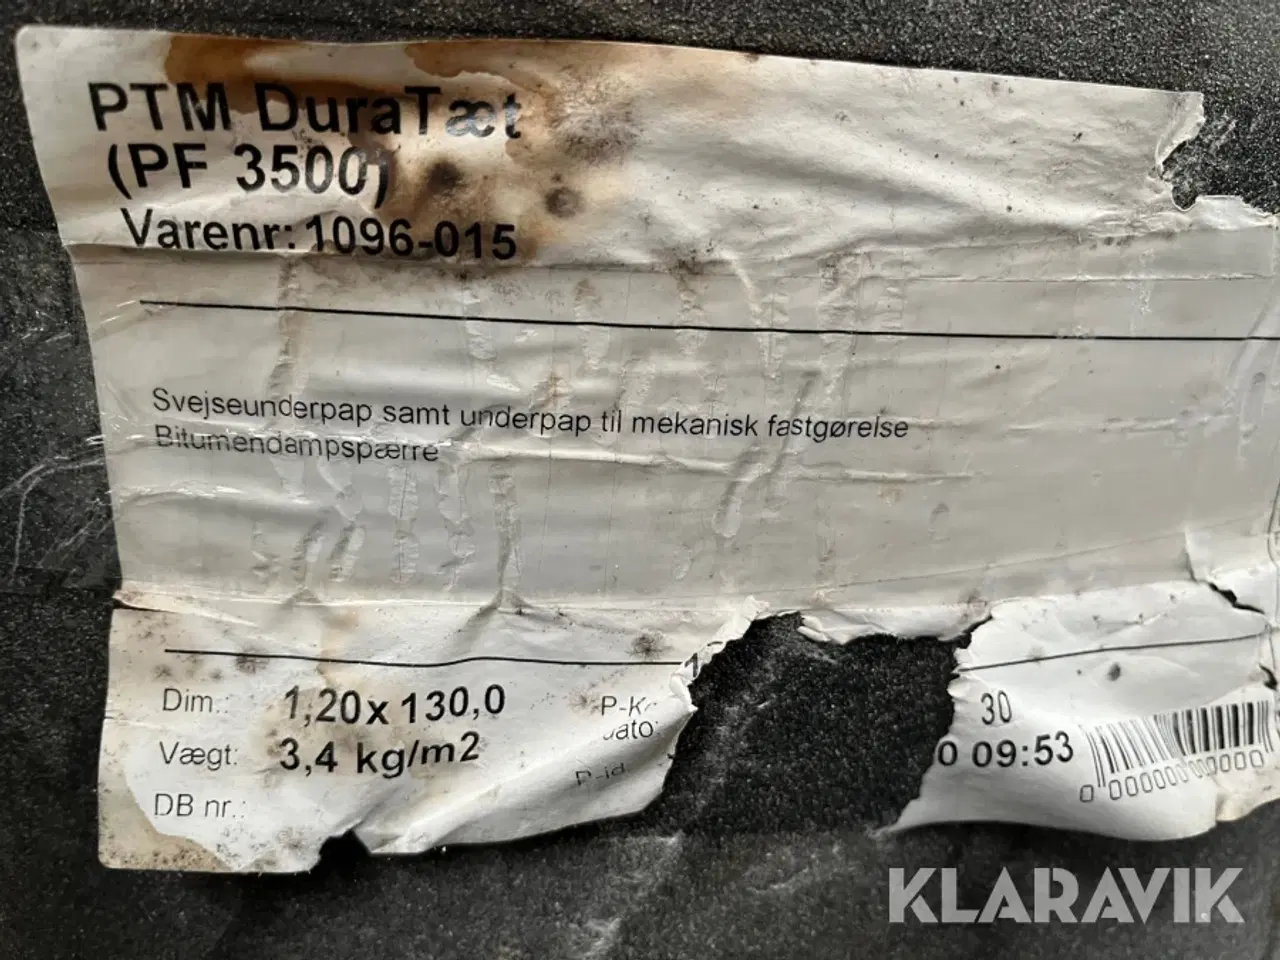 PTM DuraTæt
(PF 3500)
Varenr: 1096-015
Svejseunderpap samt underpap til mekanisk fastgørelse
Bitumendampspærre
Dim.: 1,20 x 130,0
Vægt: 3,4 kg/m2
DB nr.:
30
0 09:53
KLARAVIK